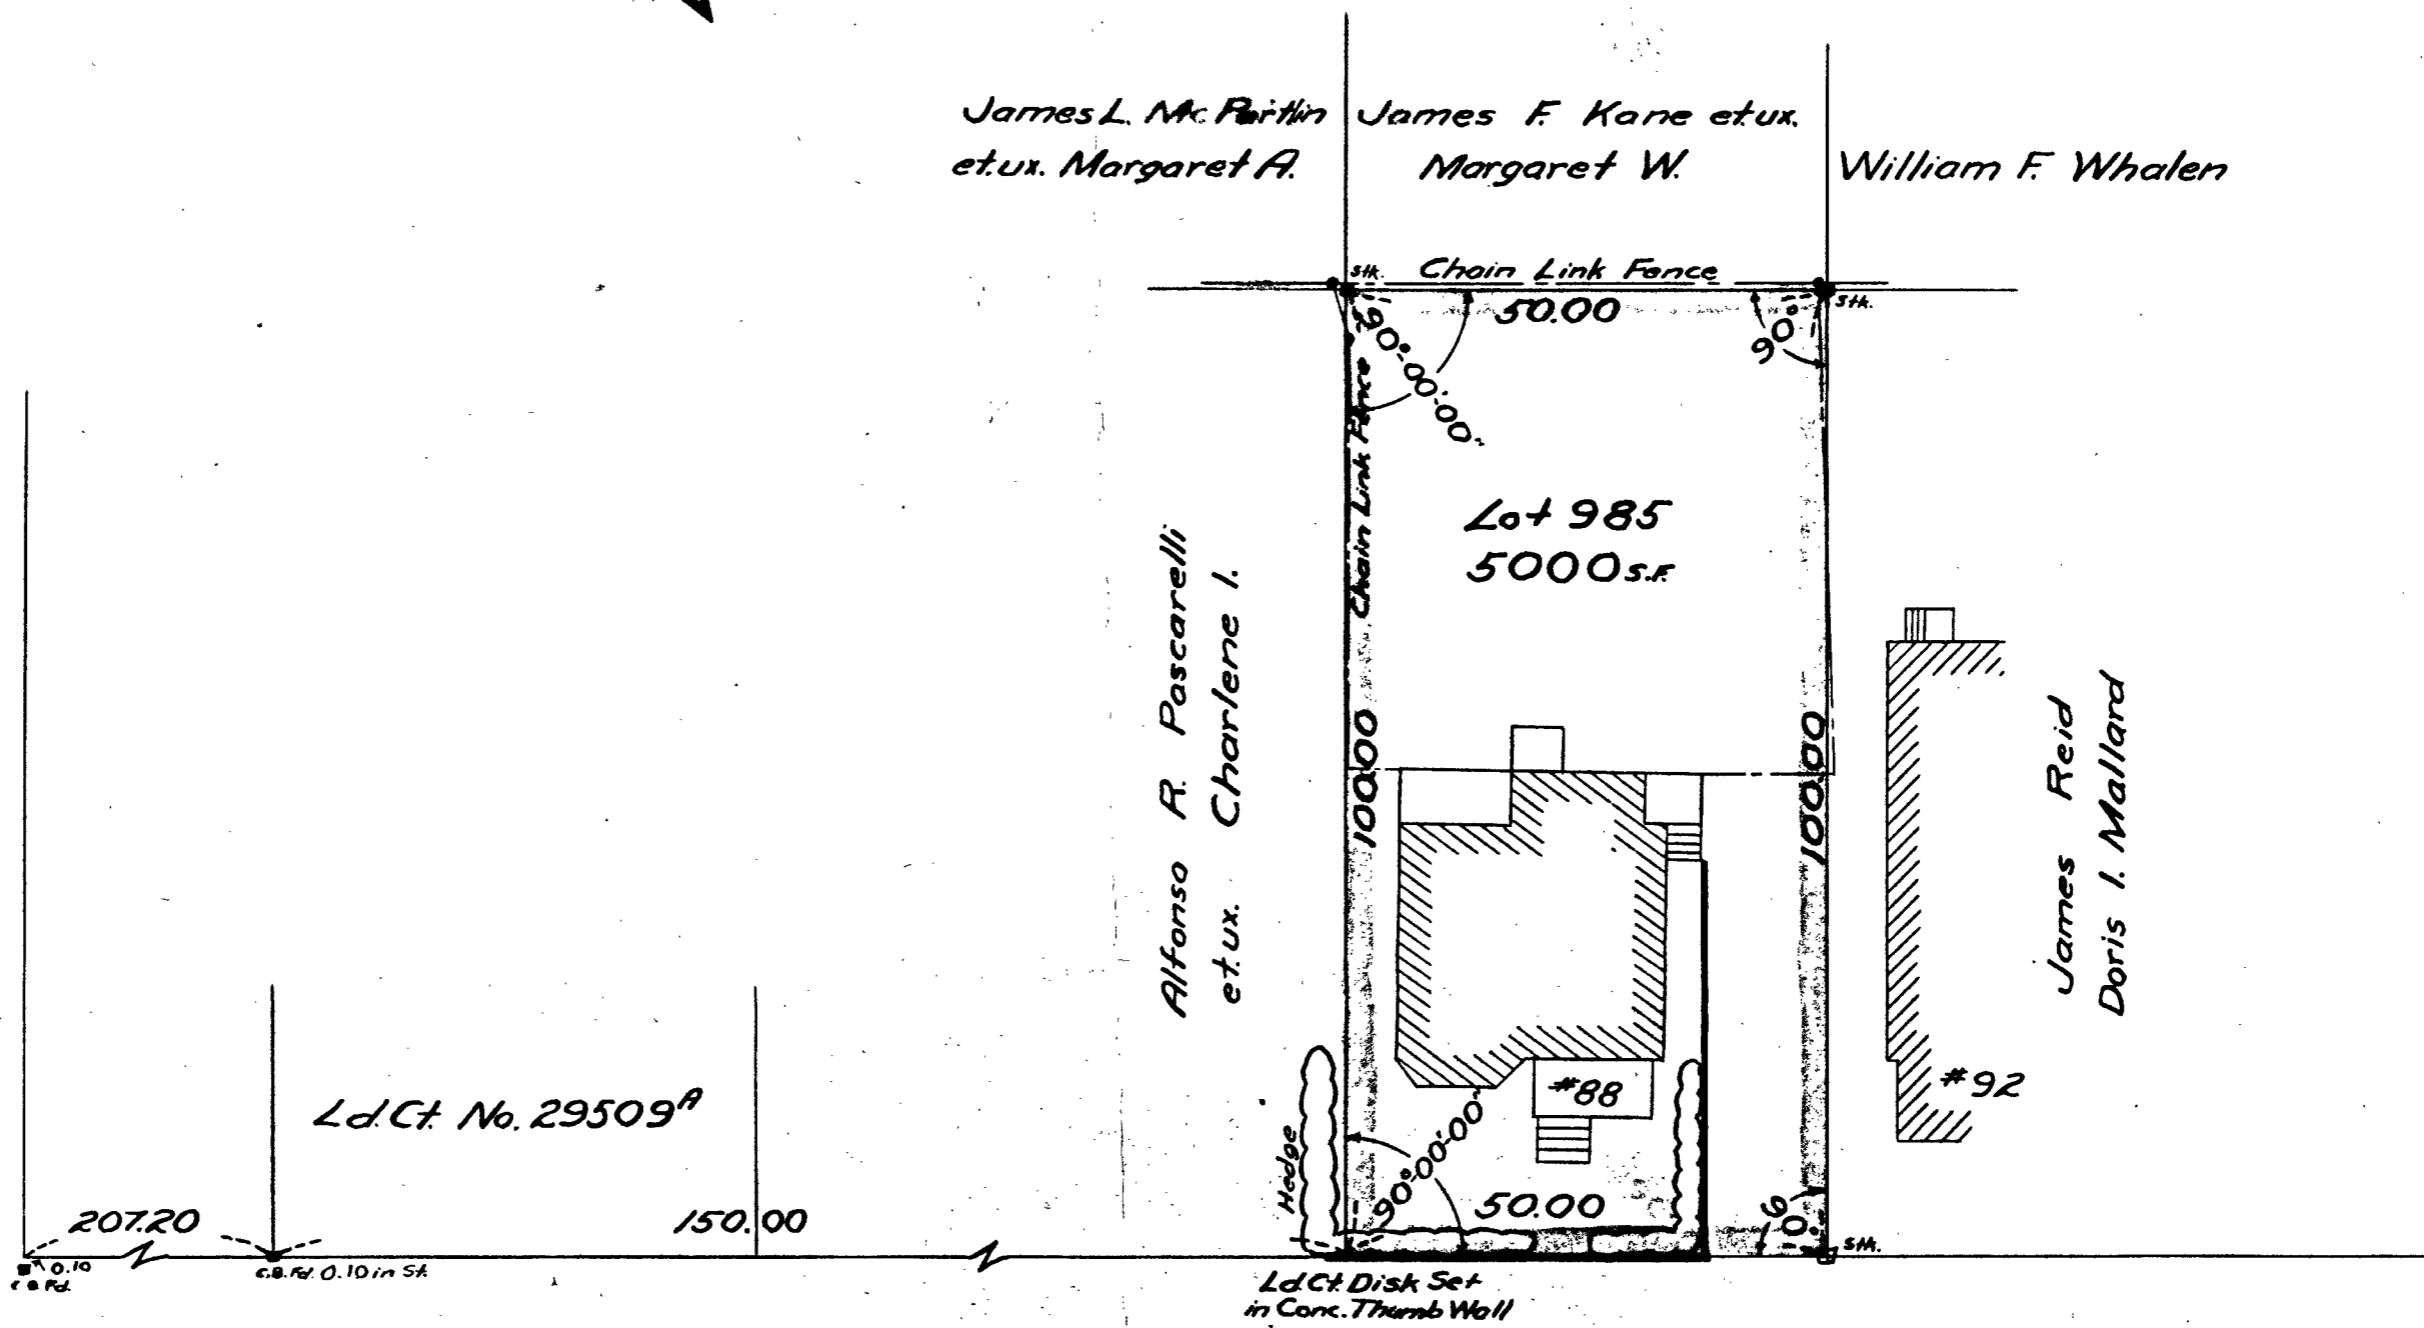 James L. Mc Partlin
et.ux. Margaret A.
James F. Kane et.ux.
Margaret W.
William F. Whalen
Stk.
Chain Link Fence
Stk.
50.00
90°-00'-00"
90°
Chain Link Fence
Lot 985
5000 S.F.
Alfonso R. Pascarelli
et.ux. Charlene I.
100.00
100.00
James Reid
Doris I. Mallard
#88
#92
Ld.Ct. No. 29509A
Hedge
90°-00'-00"
50.00
90°
207.20
150.00
Stk.
0.10
C.B. Fd.
C.B. Fd. 0.10 in St.
Ld.Ct. Disk Set
in Conc. Thumb Wall